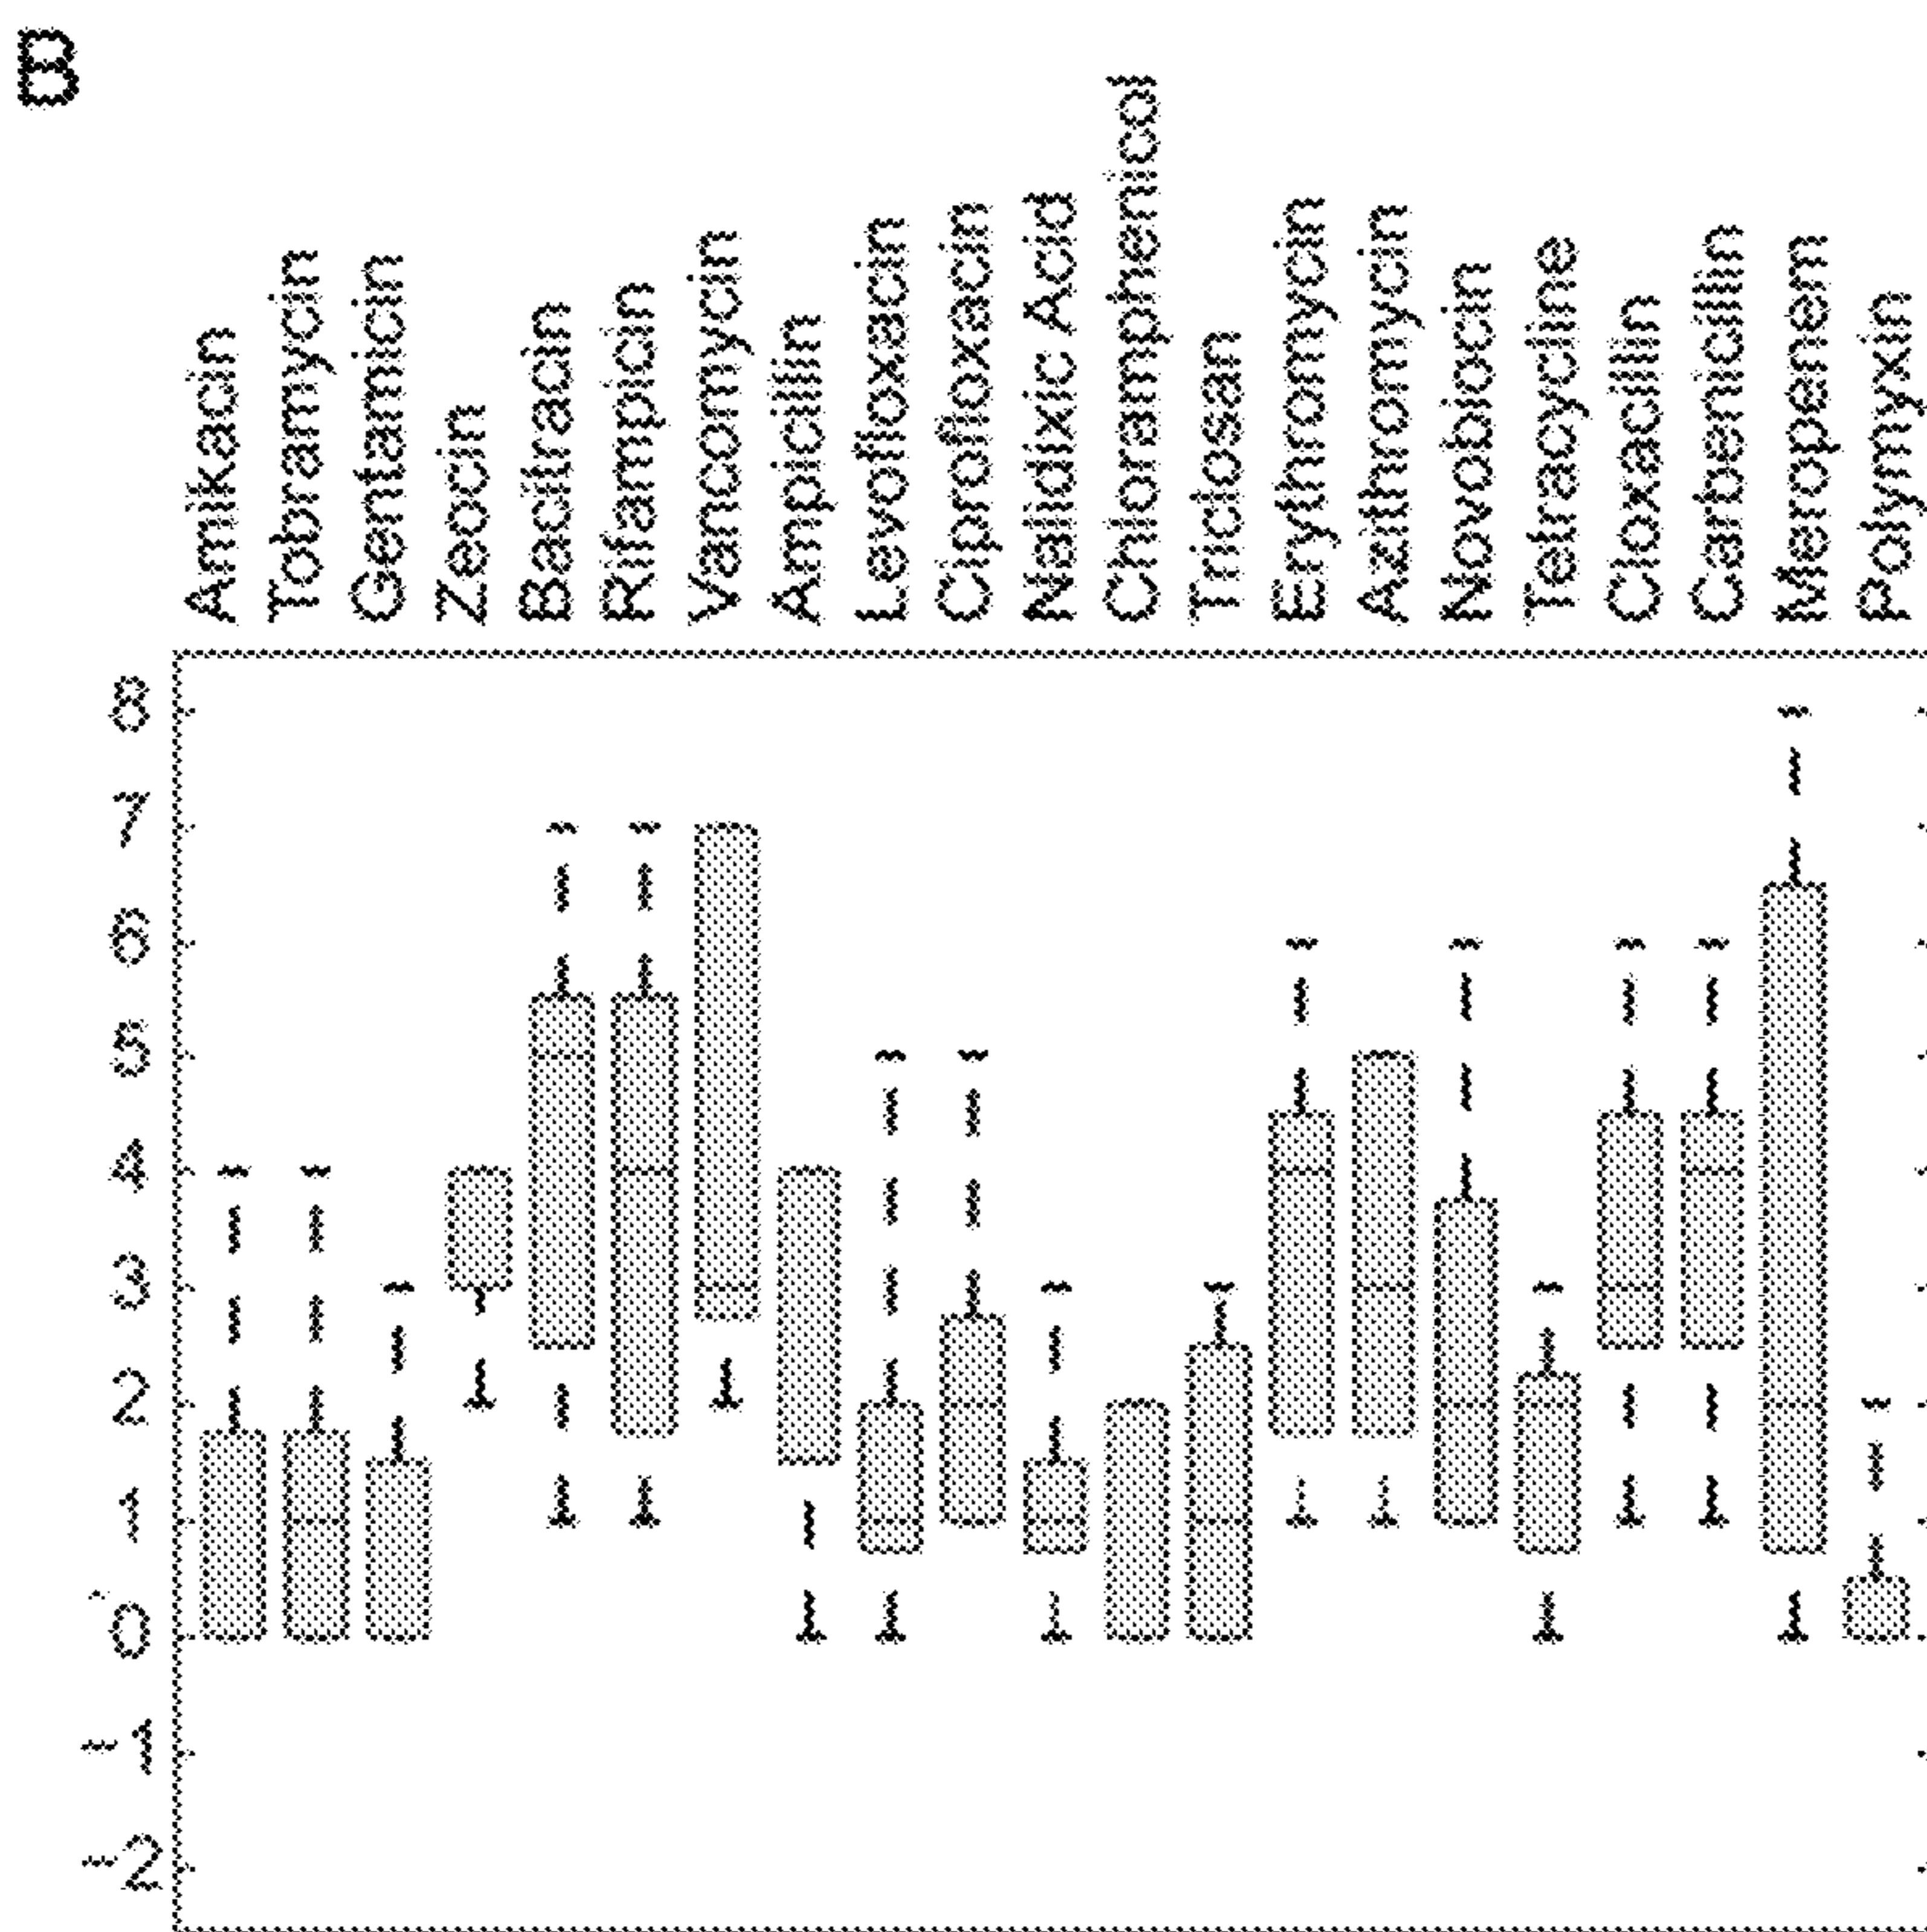 B
Amikacin
Tobramycin
Gentamicin
Zeocin
Bacitracin
Rifampicin
Vancomycin
Ampicillin
Levofloxacin
Ciprofloxacin
Nalidixic Acid
Chloramphenicol
Triclosan
Erythromycin
Azithromycin
Novobiocin
Tetracycline
Cloxacillin
Carbenicillin
Meropenem
Polymyxin
8
7
6
5
4
3
2
1
0
-1
-2